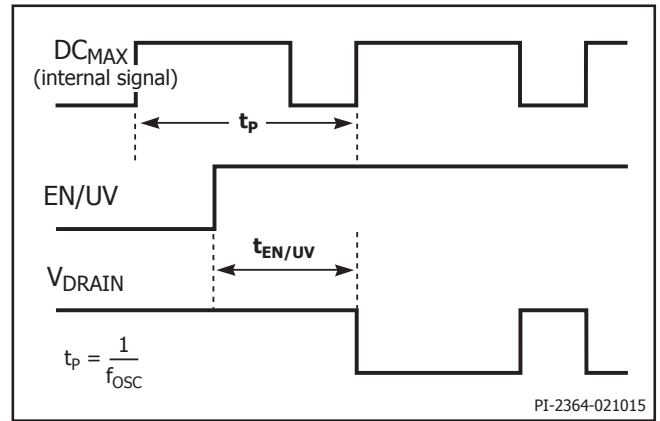 DCMAX
(internal signal)
tP
EN/UV
tEN/UV
VDRAIN
tP = 1
fOSC
PI-2364-021015